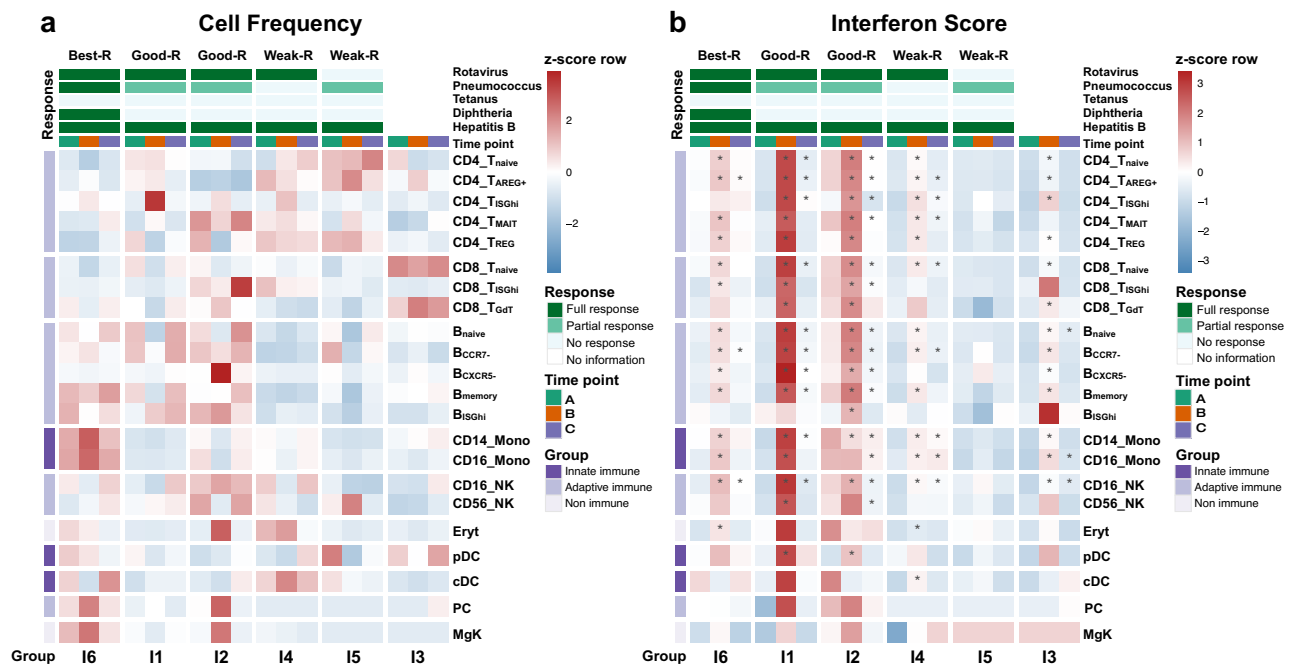 a Cell Frequency
Best-R Good-R Good-R Weak-R Weak-R
Response
Rotavirus
Pneumococcus
Tetanus
Diphtheria
Hepatitis B
Time point
CD4_Tnaive
CD4_TAREG+
CD4_TISGhi
CD4_TMAIT
CD4_TREG
CD8_Tnaive
CD8_TISGhi
CD8_TGdT
Bnaive
BCCR7-
BCXCR5-
Bmemory
BISGhi
CD14_Mono
CD16_Mono
CD16_NK
CD56_NK
Eryt
pDC
cDC
PC
MgK
Group I6 I1 I2 I4 I5 I3
z-score row
2
0
−2
Response
Full response
Partial response
No response
No information
Time point
A
B
C
Group
Innate immune
Adaptive immune
Non immune
b Interferon Score
Best-R Good-R Good-R Weak-R Weak-R
Response
Rotavirus
Pneumococcus
Tetanus
Diphtheria
Hepatitis B
Time point
CD4_Tnaive
CD4_TAREG+
CD4_TISGhi
CD4_TMAIT
CD4_TREG
CD8_Tnaive
CD8_TISGhi
CD8_TGdT
Bnaive
BCCR7-
BCXCR5-
Bmemory
BISGhi
CD14_Mono
CD16_Mono
CD16_NK
CD56_NK
Eryt
pDC
cDC
PC
MgK
Group I6 I1 I2 I4 I5 I3
z-score row
3
2
1
0
−1
−2
−3
Response
Full response
Partial response
No response
No information
Time point
A
B
C
Group
Innate immune
Adaptive immune
Non immune